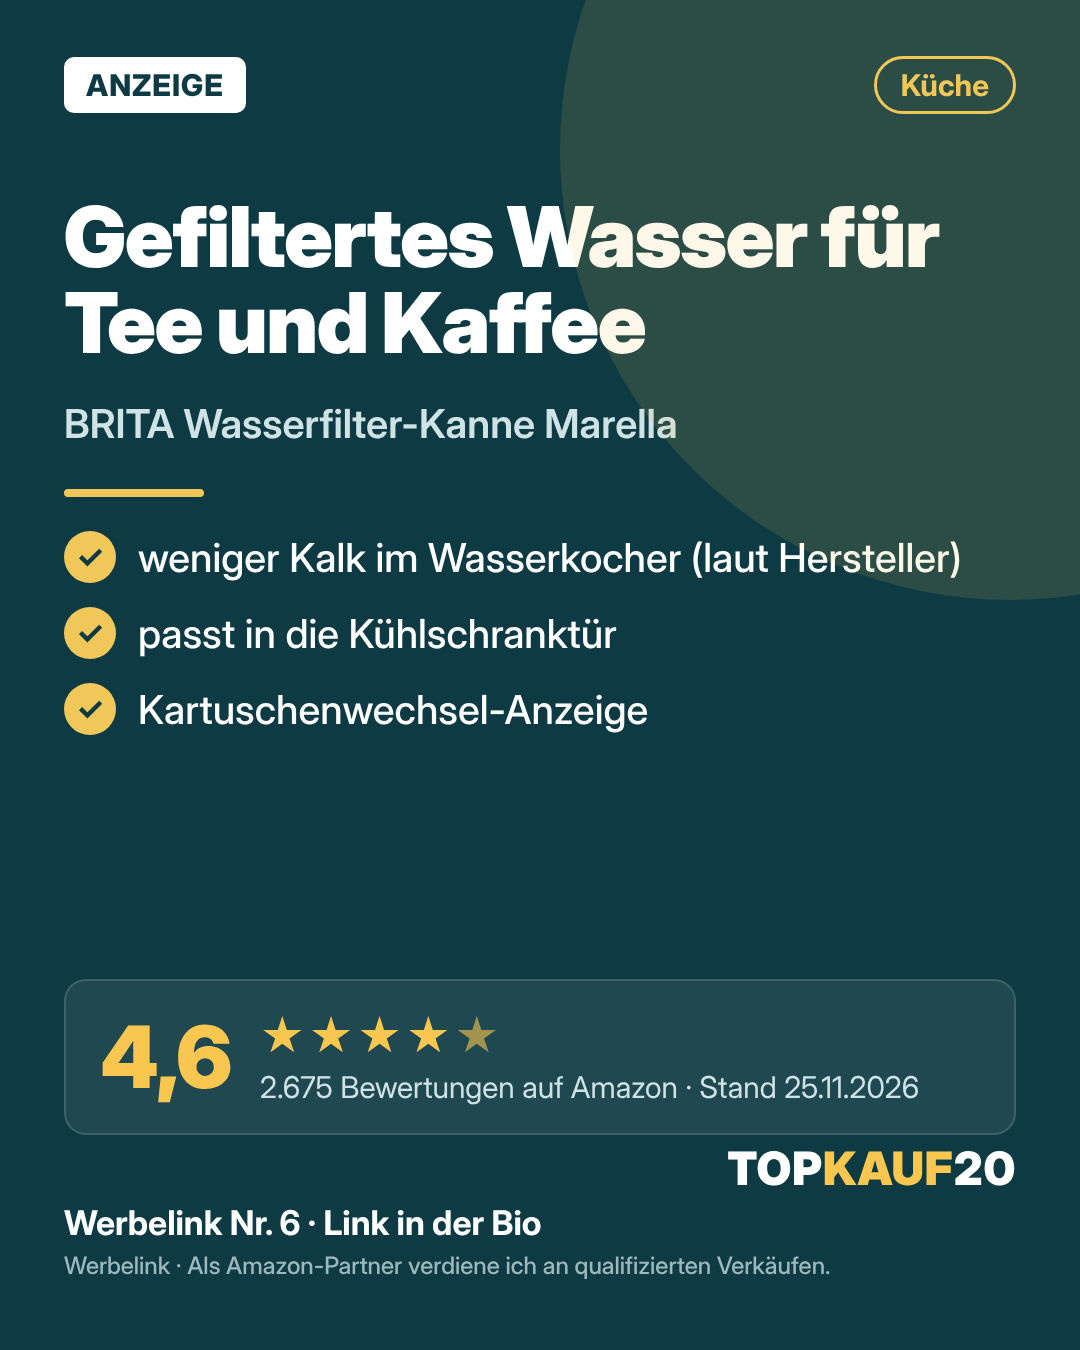 ANZEIGE
Küche
Gefiltertes Wasser für
Tee und Kaffee
BRITA Wasserfilter-Kanne Marella
weniger Kalk im Wasserkocher (laut Hersteller)
passt in die Kühlschranktür
Kartuschenwechsel-Anzeige
4,6
2.675 Bewertungen auf Amazon · Stand 25.11.2026
TOPKAUF20
Werbelink Nr. 6 · Link in der Bio
Werbelink · Als Amazon-Partner verdiene ich an qualifizierten Verkäufen.